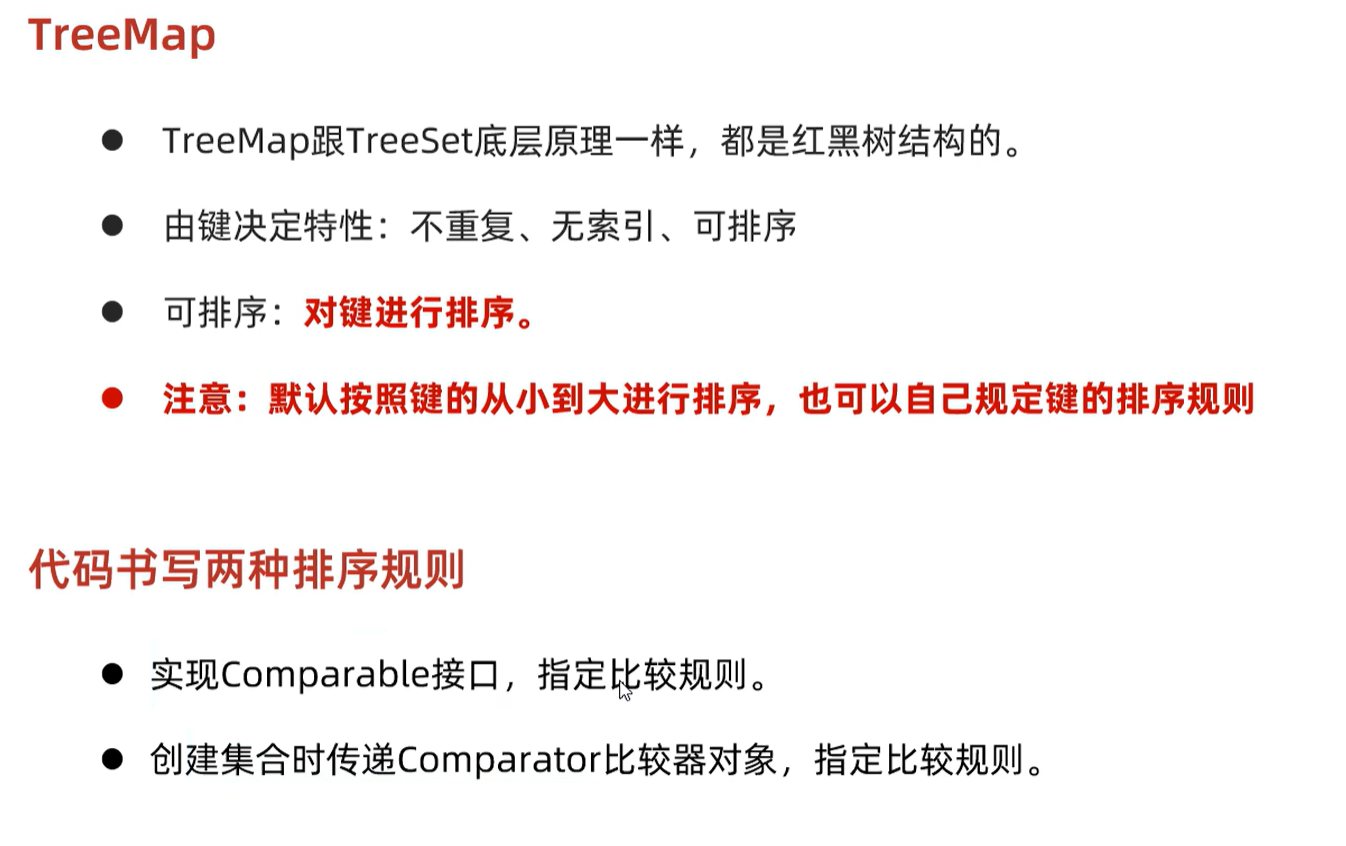 TreeMap
TreeMap跟TreeSet底层原理一样，都是红黑树结构的。
由键决定特性：不重复、无索引、可排序
可排序：对键进行排序。
注意：默认按照键的从小到大进行排序，也可以自己规定键的排序规则
代码书写两种排序规则
实现Comparable接口，指定比较规则。
创建集合时传递Comparator比较器对象，指定比较规则。